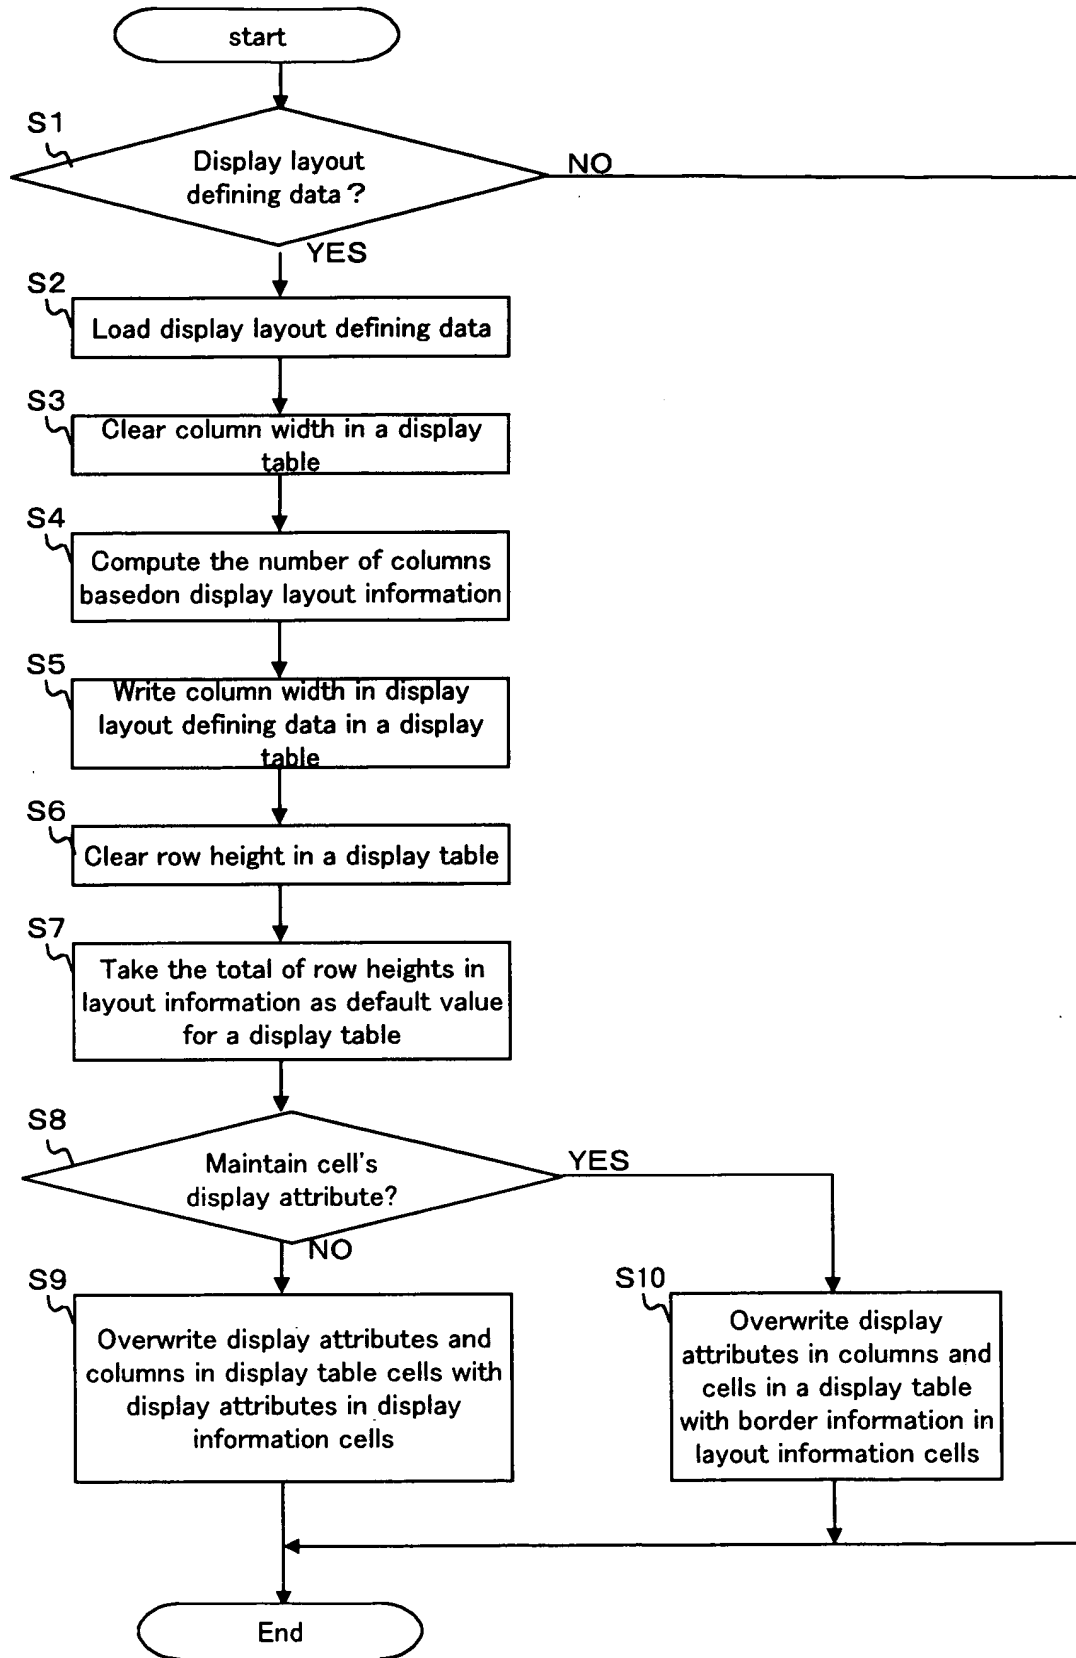 start
S1
Display layout
defining data?
NO
YES
S2
Load display layout defining data
S3
Clear column width in a display
table
S4
Compute the number of columns
basedon display layout information
S5
Write column width in display
layout defining data in a display
table
S6
Clear row height in a display table
S7
Take the total of row heights in
layout information as default value
for a display table
S8
Maintain cell's
display attribute?
YES
NO
S9
Overwrite display attributes and
columns in display table cells with
display attributes in display
information cells
S10
Overwrite display
attributes in columns and
cells in a display table
with border information in
layout information cells
End